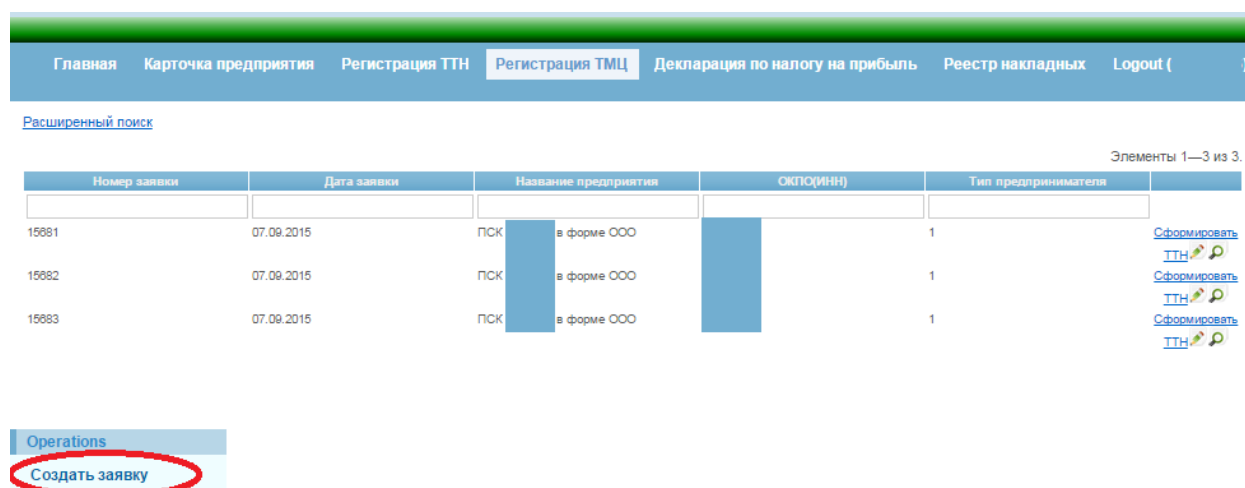 Главная Карточка предприятия Регистрация ТТН Регистрация ТМЦ Декларация по налогу на прибыль Реестр накладных Logout (
Расширенный поиск
Элементы 1—3 из 3.
Номер заявки Дата заявки Название предприятия ОКПО(ИНН) Тип предпринимателя
15681 07.09.2015 ПСК в форме ООО 1 Сформировать
ТТН
15682 07.09.2015 ПСК в форме ООО 1 Сформировать
ТТН
15683 07.09.2015 ПСК в форме ООО 1 Сформировать
ТТН
Operations
Создать заявку